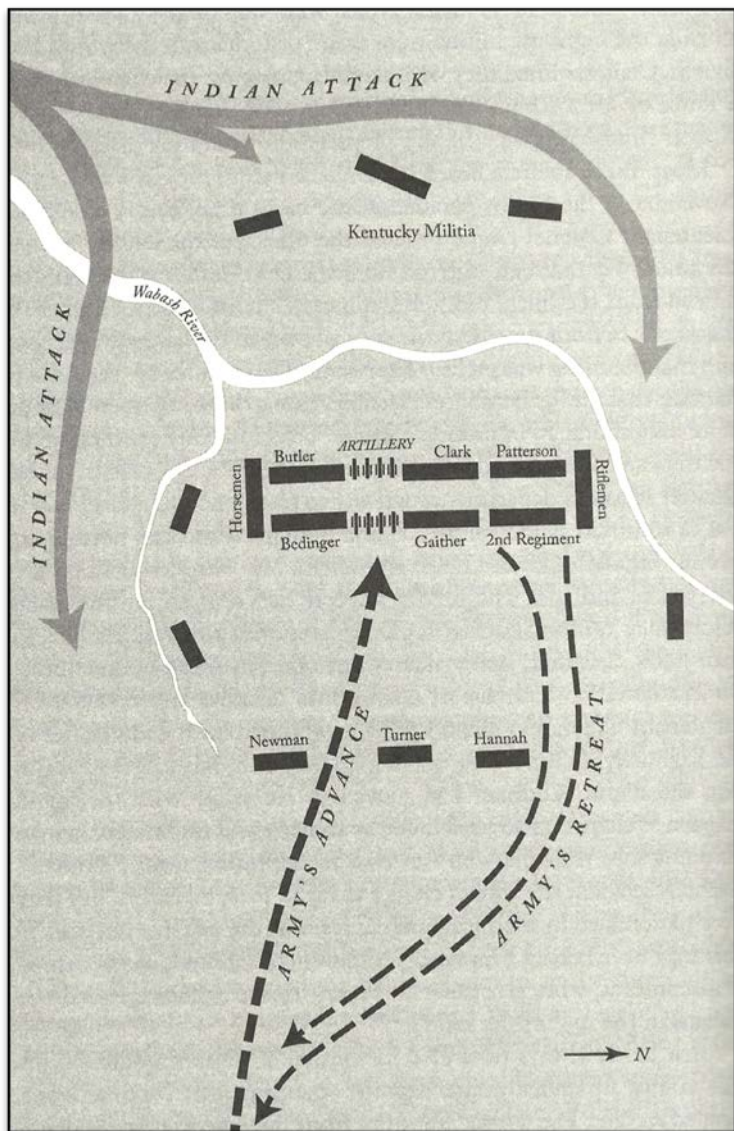 INDIAN ATTACK
Kentucky Militia
Wabash River
INDIAN ATTACK
ARTILLERY
Butler
Clark
Patterson
Horsemen
Riflemen
Bedinger
Gaither
2nd Regiment
Newman
Turner
Hannah
ARMY'S ADVANCE
ARMY'S RETREAT
N